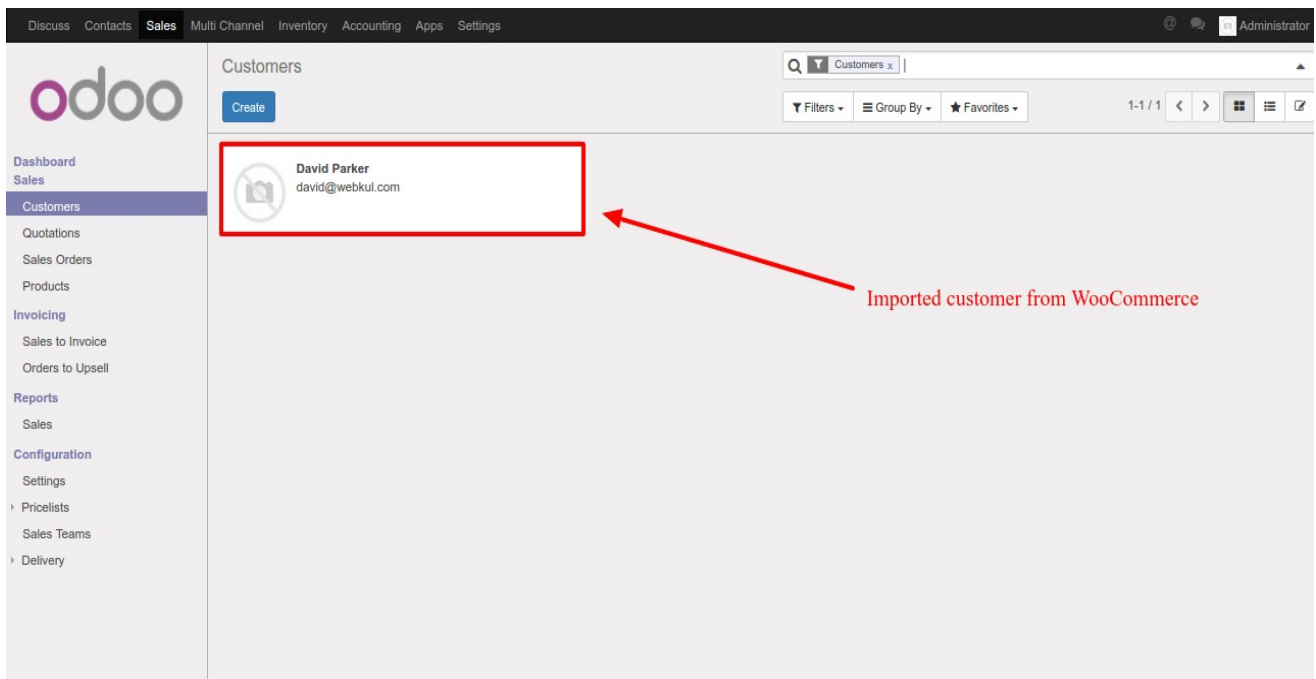 Discuss Contacts Sales Multi Channel Inventory Accounting Apps Settings @ Administrator
odoo
Customers
Customers x
Create
Filters Group By Favorites 1-1 / 1
Dashboard
Sales
Customers
Quotations
Sales Orders
Products
Invoicing
Sales to Invoice
Orders to Upsell
Reports
Sales
Configuration
Settings
Pricelists
Sales Teams
Delivery
David Parker
david@webkul.com
Imported customer from WooCommerce